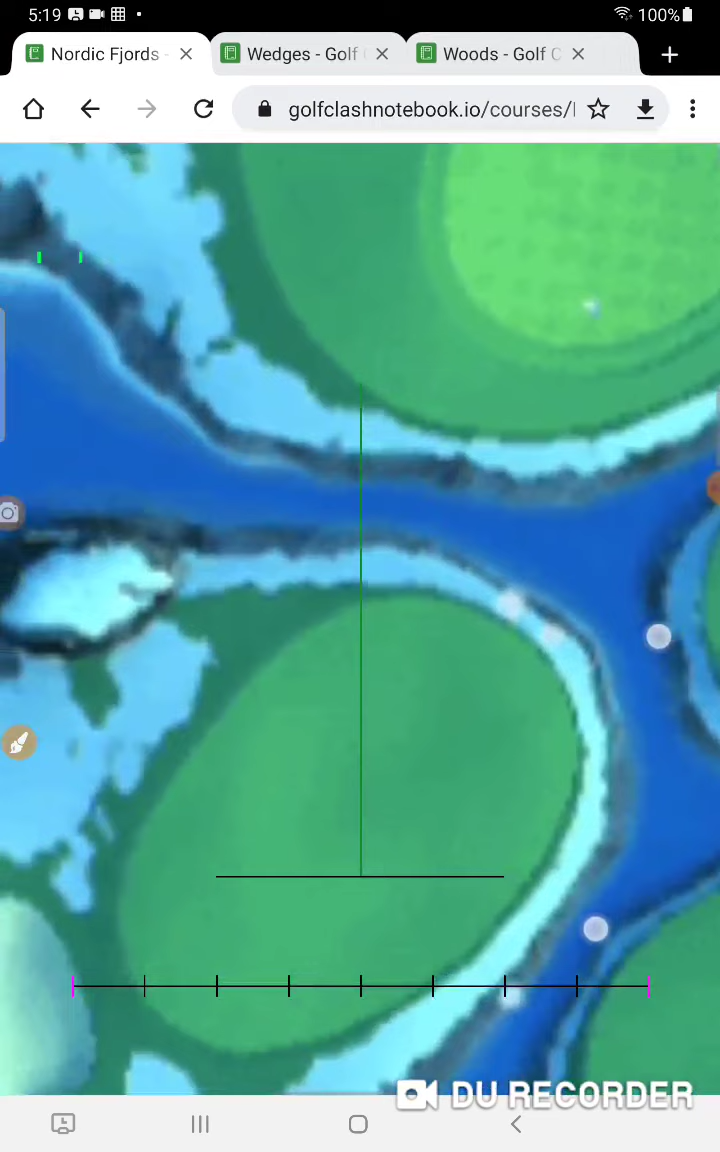 5:19
100%
Nordic Fjords -
Wedges - Golf
Woods - Golf C
golfclashnotebook.io/courses/
DU RECORDER